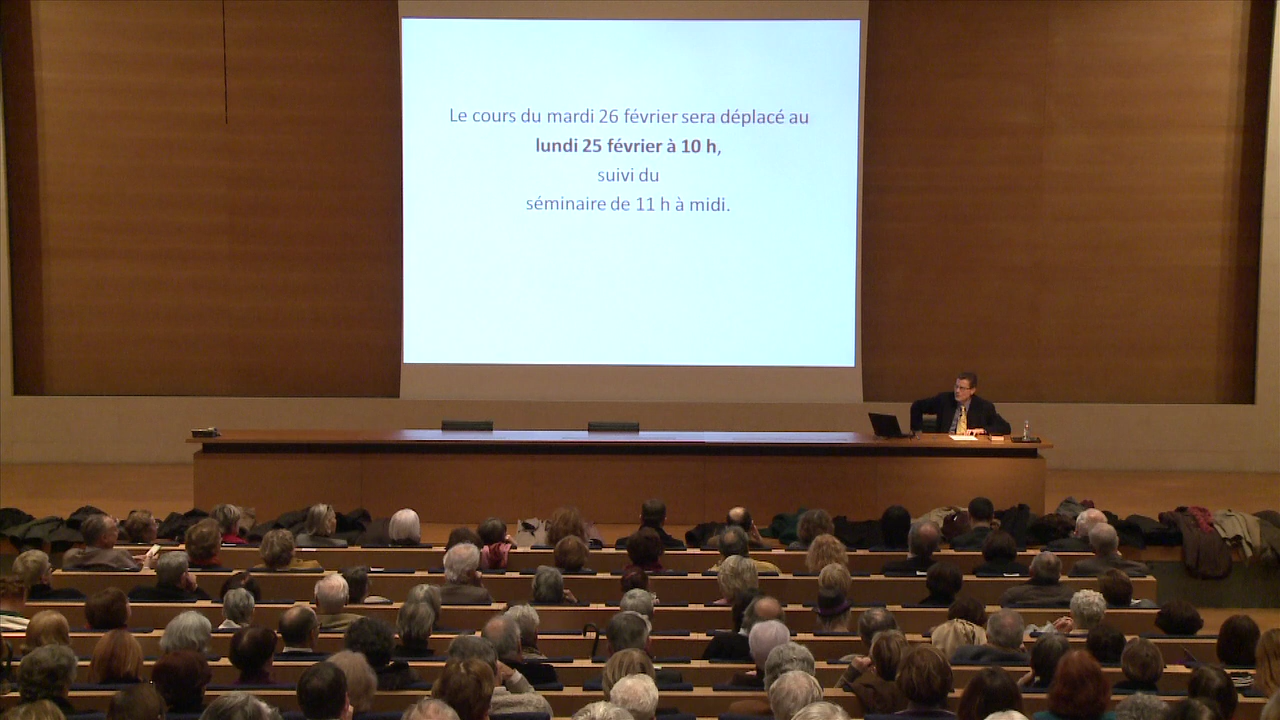 Le cours du mardi 26 février sera déplacé au
lundi 25 février à 10 h,
suivi du
séminaire de 11 h à midi.